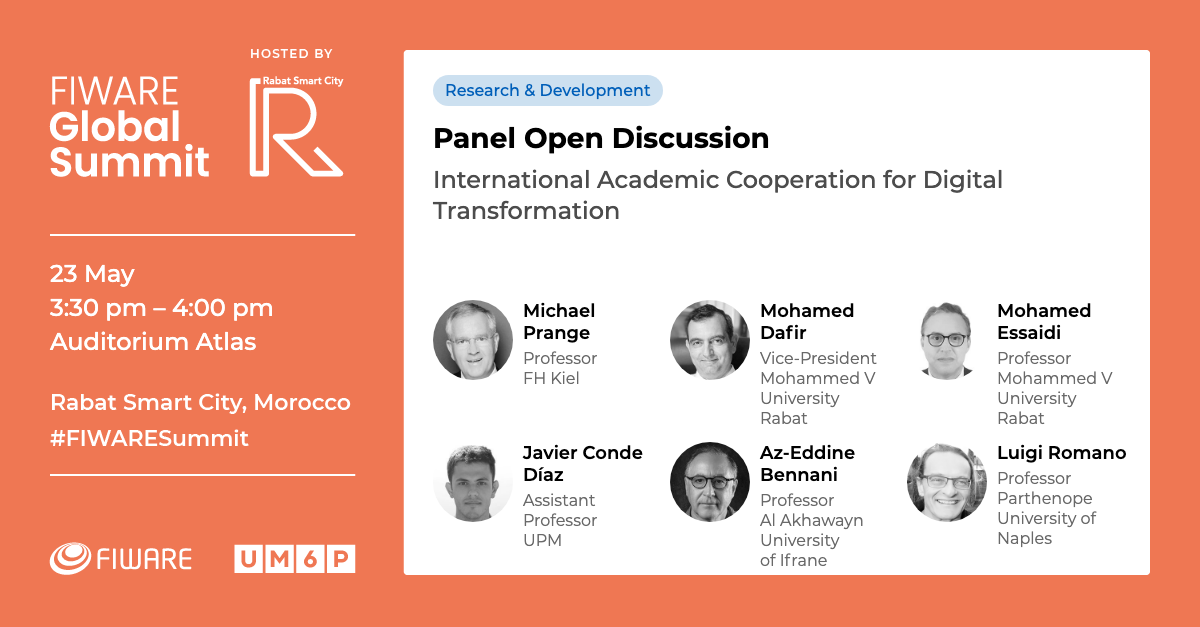 HOSTED BY
FIWARE
Global
Summit
Rabat Smart City
R
23 May
3:30 pm – 4:00 pm
Auditorium Atlas
Rabat Smart City, Morocco
#FIWARESummit
FIWARE
UM6P
Research & Development
Panel Open Discussion
International Academic Cooperation for Digital
Transformation
Michael
Prange
Professor
FH Kiel
Mohamed
Dafir
Vice-President
Mohammed V
University
Rabat
Mohamed
Essaidi
Professor
Mohammed V
University
Rabat
Javier Conde
Díaz
Assistant
Professor
UPM
Az-Eddine
Bennani
Professor
Al Akhawayn
University
of Ifrane
Luigi Romano
Professor
Parthenope
University of
Naples